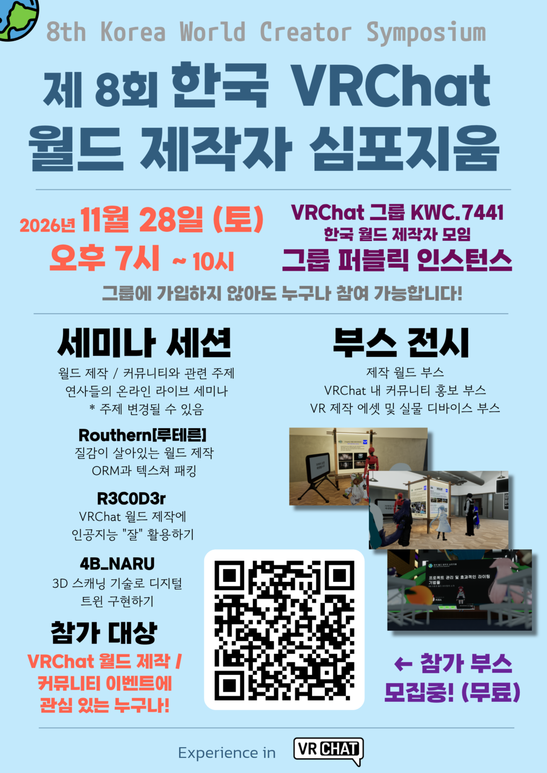 8th Korea World Creator Symposium
제 8회 한국 VRChat
월드 제작자 심포지움
2026년 11월 28일 (토)
오후 7시 ~ 10시
VRChat 그룹 KWC.7441
한국 월드 제작자 모임
그룹 퍼블릭 인스턴스
그룹에 가입하지 않아도 누구나 참여 가능합니다!
세미나 세션
월드 제작 / 커뮤니티와 관련 주제
연사들의 온라인 라이브 세미나
* 주제 변경될 수 있음
Routhern[루테른]
질감이 살아있는 월드 제작
ORM과 텍스쳐 패킹
R3C0D3r
VRChat 월드 제작에
인공지능 "잘" 활용하기
4B_NARU
3D 스캐닝 기술로 디지털
트윈 구현하기
참가 대상
VRChat 월드 제작 /
커뮤니티 이벤트에
관심 있는 누구나!
부스 전시
제작 월드 부스
VRChat 내 커뮤니티 홍보 부스
VR 제작 에셋 및 실물 디바이스 부스
← 참가 부스
모집중! (무료)
Experience in VRCHAT